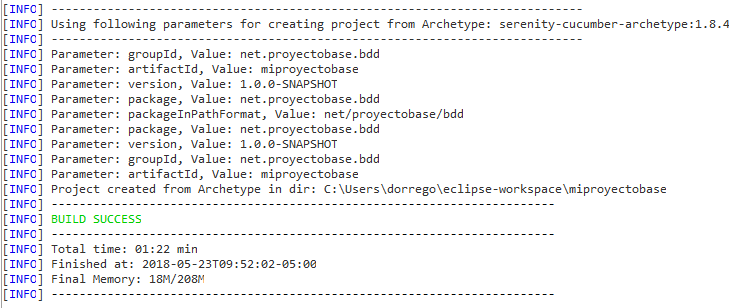 [INFO] ------------------------------------------------------------------------
[INFO] Using following parameters for creating project from Archetype: serenity-cucumber-archetype:1.8.4
[INFO] ------------------------------------------------------------------------
[INFO] Parameter: groupId, Value: net.proyectobase.bdd
[INFO] Parameter: artifactId, Value: miproyectobase
[INFO] Parameter: version, Value: 1.0.0-SNAPSHOT
[INFO] Parameter: package, Value: net.proyectobase.bdd
[INFO] Parameter: packageInPathFormat, Value: net/proyectobase/bdd
[INFO] Parameter: package, Value: net.proyectobase.bdd
[INFO] Parameter: version, Value: 1.0.0-SNAPSHOT
[INFO] Parameter: groupId, Value: net.proyectobase.bdd
[INFO] Parameter: artifactId, Value: miproyectobase
[INFO] Project created from Archetype in dir: C:\Users\dorrego\eclipse-workspace\miproyectobase
[INFO] ------------------------------------------------------------------------
[INFO] BUILD SUCCESS
[INFO] ------------------------------------------------------------------------
[INFO] Total time: 01:22 min
[INFO] Finished at: 2018-05-23T09:52:02-05:00
[INFO] Final Memory: 18M/208M
[INFO] ------------------------------------------------------------------------